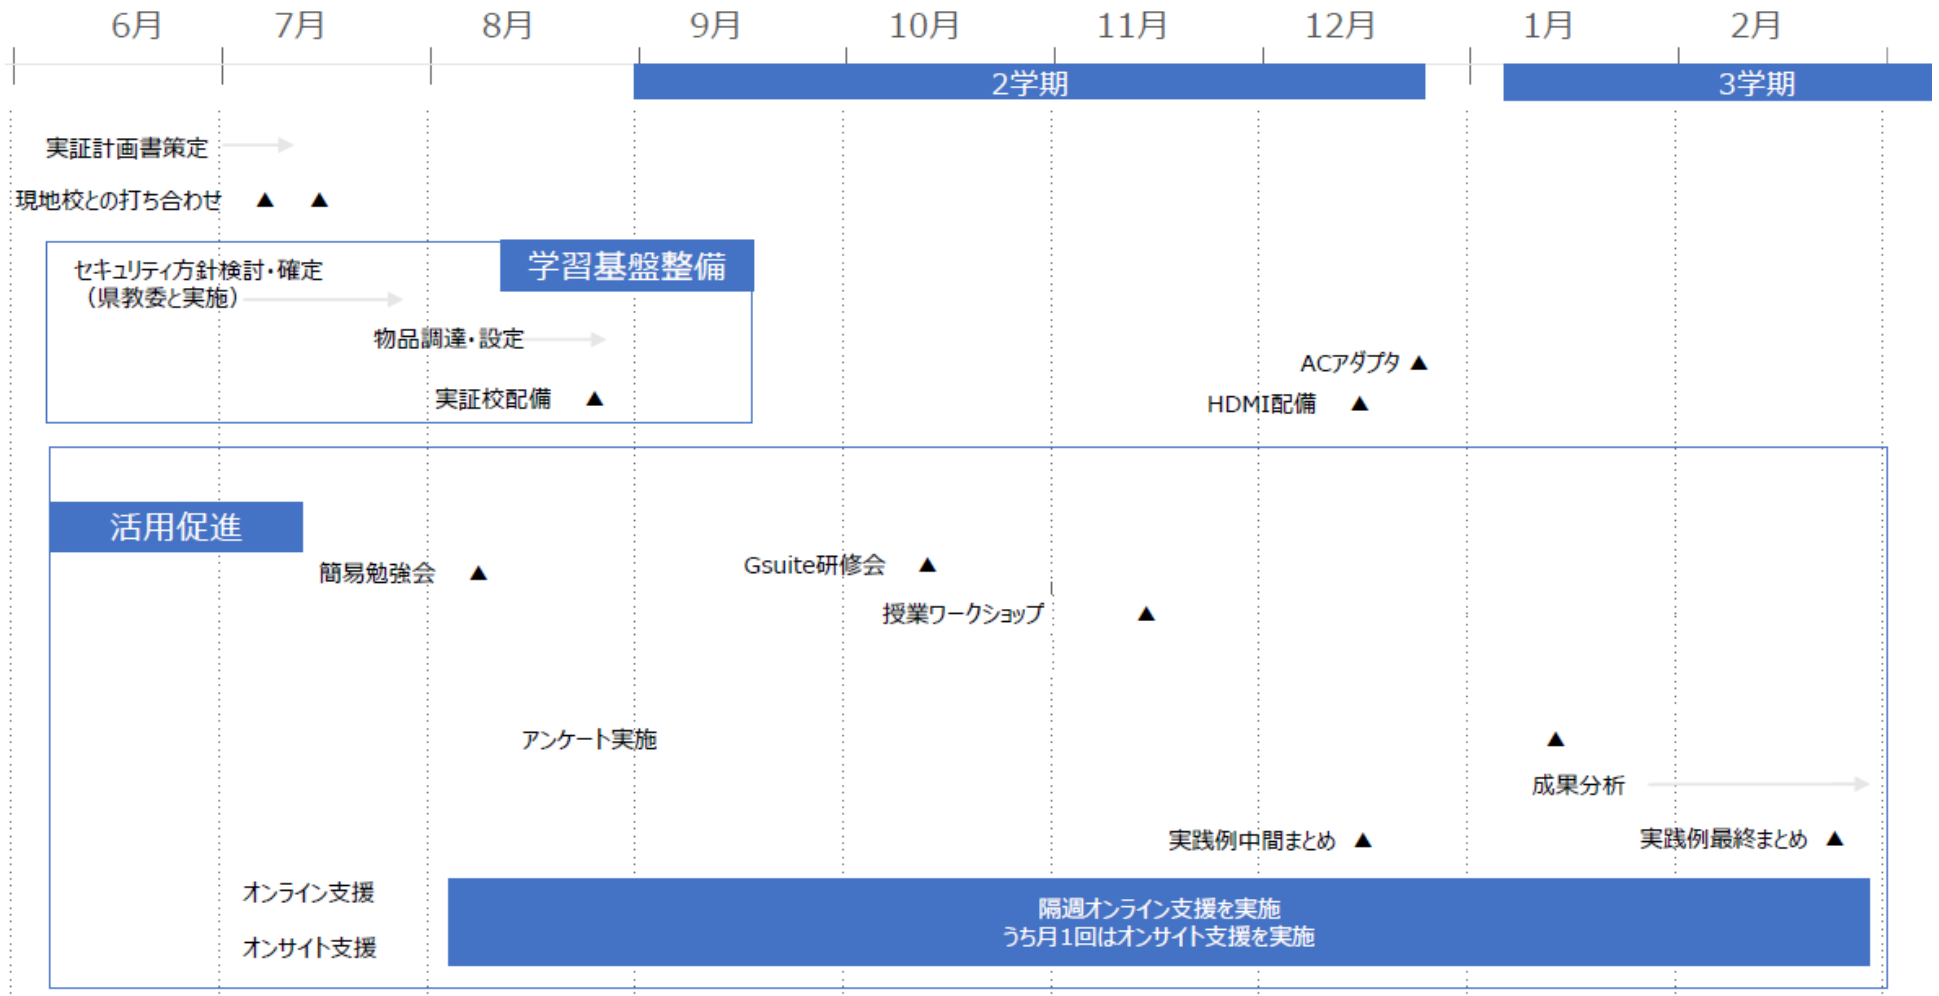 6月 7月 8月 9月 10月 11月 12月 1月 2月
2学期 3学期
実証計画書策定
現地校との打ち合わせ ▲ ▲
学習基盤整備
セキュリティ方針検討・確定
（県教委と実施）
物品調達・設定
ACアダプタ ▲
実証校配備 ▲
HDMI配備 ▲
活用促進
簡易勉強会 ▲
Gsuite研修会 ▲
授業ワークショップ ▲
アンケート実施 ▲
成果分析
実践例中間まとめ ▲
実践例最終まとめ ▲
オンライン支援
オンサイト支援
隔週オンライン支援を実施
うち月1回はオンサイト支援を実施